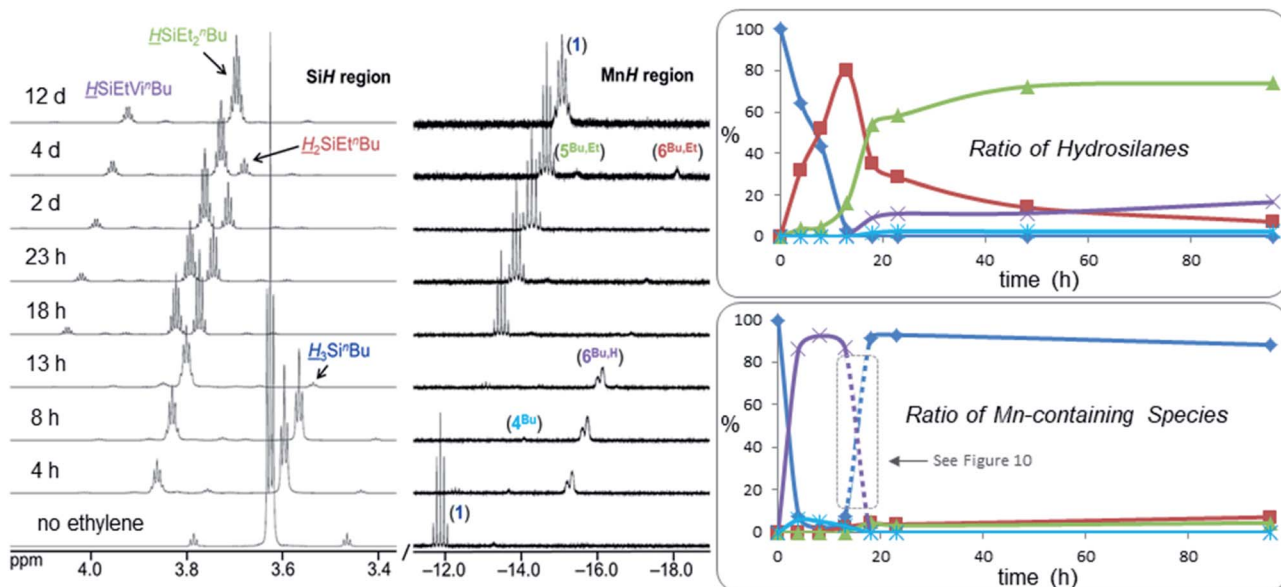 HSiEt₂ⁿBu
(1)
HSiEtViⁿBu
SiH region
MnH region
12 d
H₂SiEtⁿBu
4 d
(5ᴮᵘ,ᴱᵗ)
(6ᴮᵘ,ᴱᵗ)
2 d
23 h
18 h
H₃SiⁿBu
13 h
(6ᴮᵘ,ᴴ)
8 h
(4ᴮᵘ)
4 h
(1)
no ethylene
ppm
4.0
3.8
3.6
3.4
/
−12.0
−14.0
−16.0
−18.0
100
80
60
%
40
20
0
Ratio of Hydrosilanes
0
20
40
60
80
time (h)
100
80
60
%
40
20
0
Ratio of Mn-containing Species
See Figure 10
0
20
40
60
80
time (h)